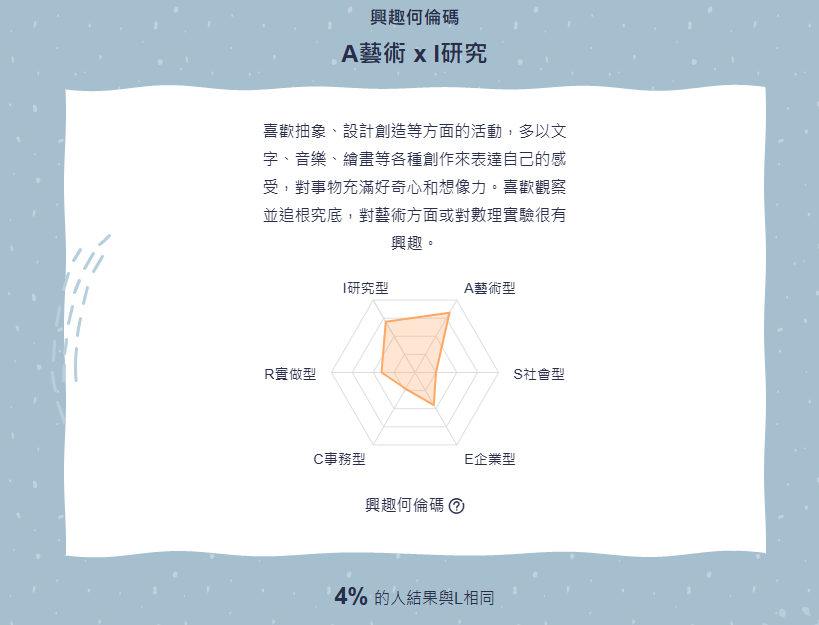 興趣何倫碼
A藝術 x I研究
喜歡抽象、設計創造等方面的活動，多以文
字、音樂、繪畫等各種創作來表達自己的感
受，對事物充滿好奇心和想像力。喜歡觀察
並追根究底，對藝術方面或對數理實驗很有
興趣。
I研究型
A藝術型
R實做型
S社會型
C事務型
E企業型
興趣何倫碼 ?
4% 的人結果與L相同